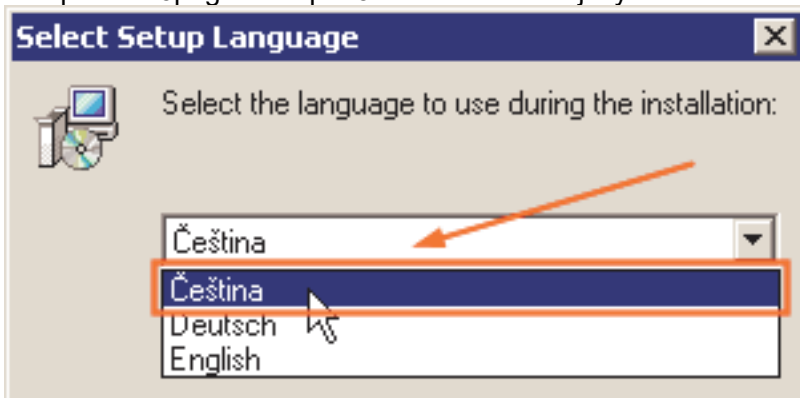 Select Setup Language
Select the language to use during the installation:
Čeština
Čeština
Deutsch
English